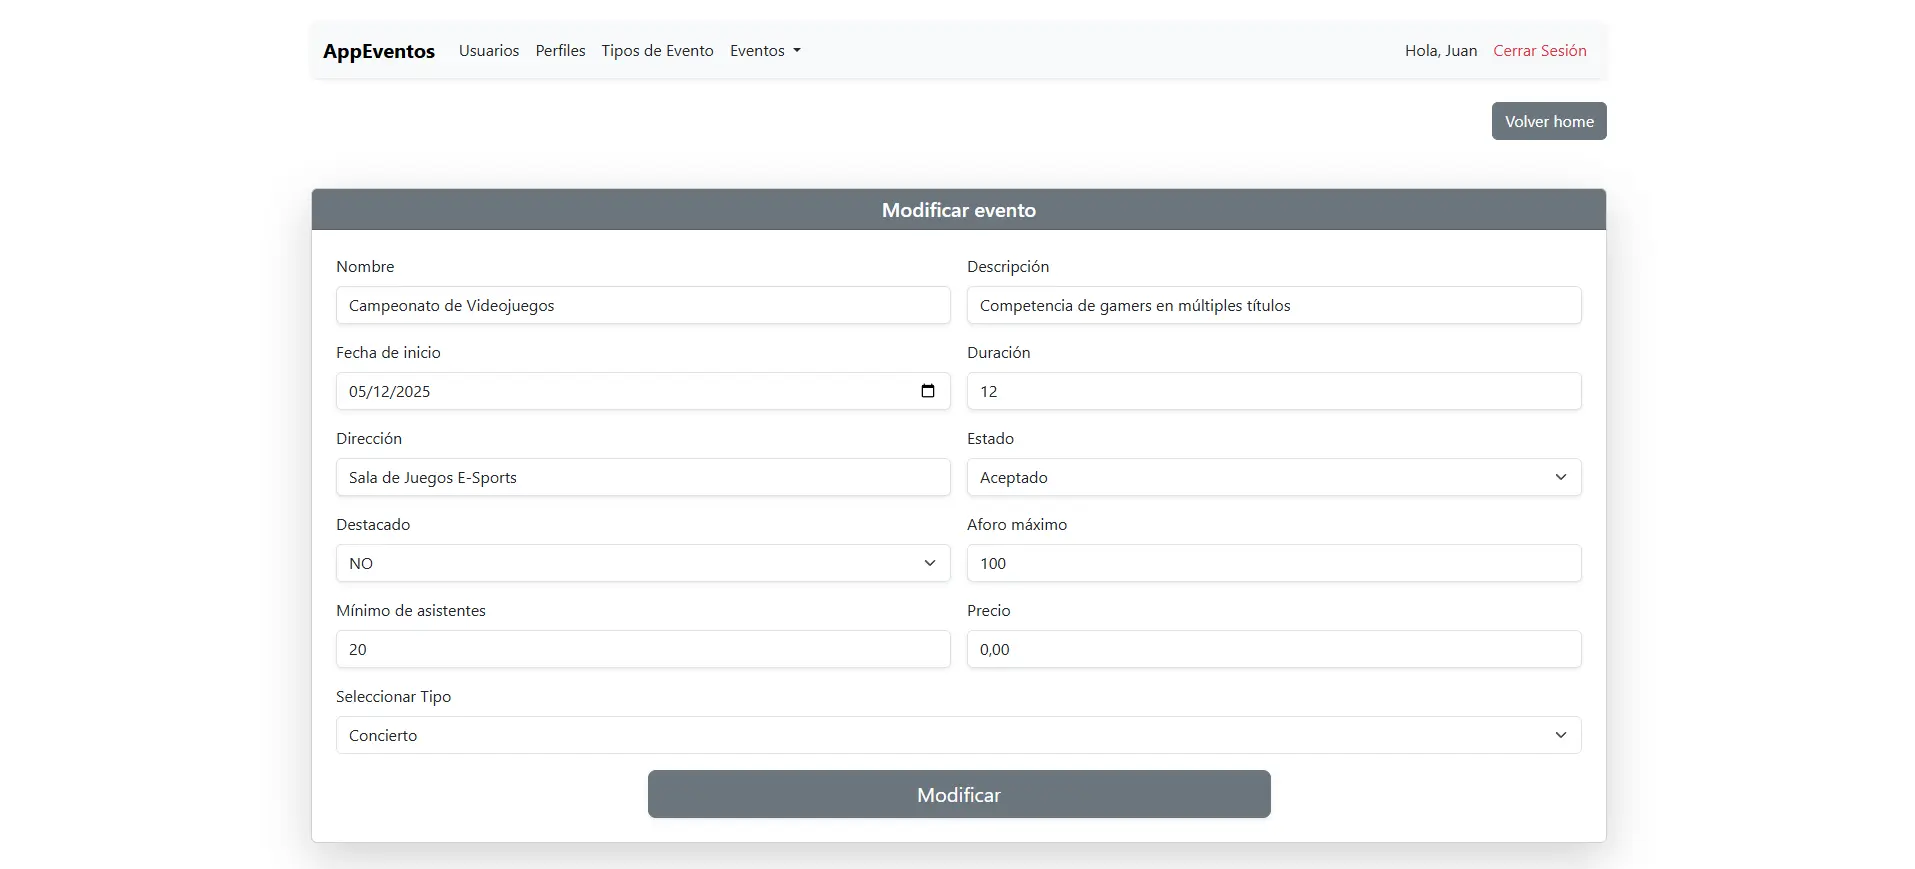 AppEventos Usuarios Perfiles Tipos de Evento Eventos Hola, Juan Cerrar Sesión
Volver home
Modificar evento
Nombre Descripción
Campeonato de Videojuegos Competencia de gamers en múltiples títulos
Fecha de inicio Duración
05/12/2025 12
Dirección Estado
Sala de Juegos E-Sports Aceptado
Destacado Aforo máximo
NO 100
Mínimo de asistentes Precio
20 0,00
Seleccionar Tipo
Concierto
Modificar